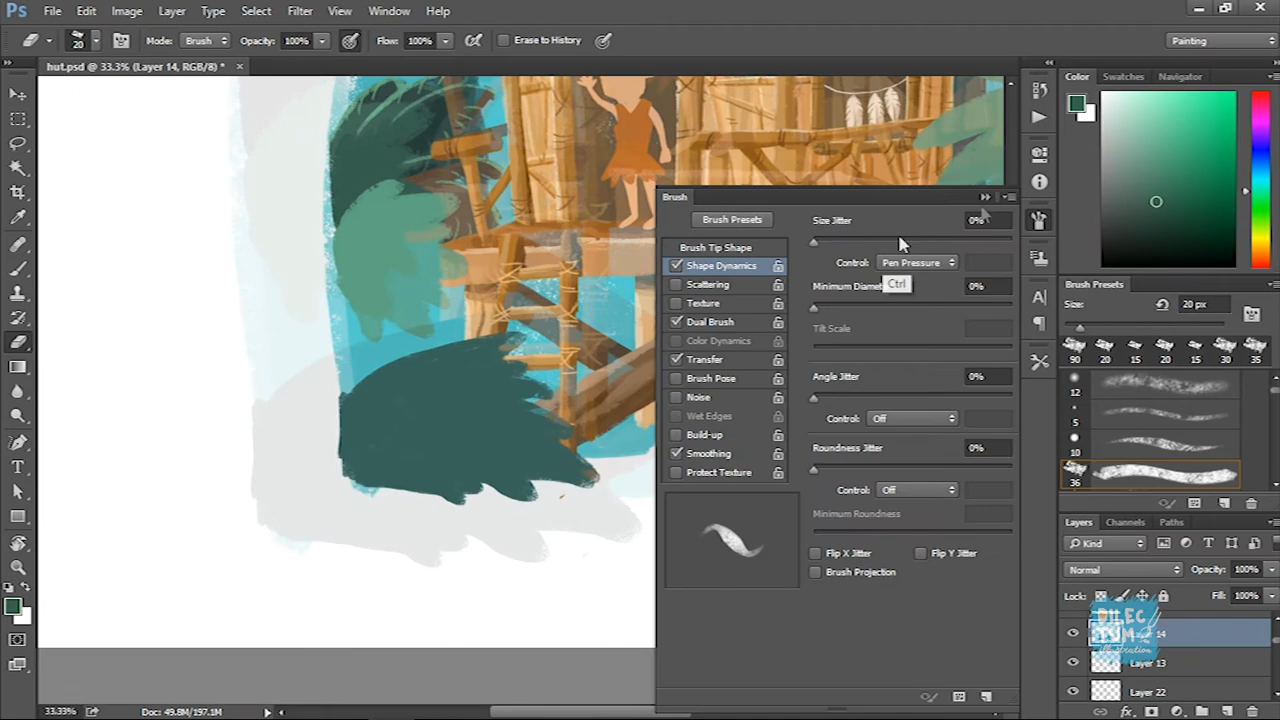 Ps File Edit Image Layer Type Select Filter View Window Help
20 Mode: Brush Opacity: 100% Flow: 100% Erase to History Painting
hut.psd @ 33.3% (Layer 14, RGB/8) * ×
Color Swatches Navigator
Brush
Brush Presets
Brush Tip Shape
Shape Dynamics
Scattering
Texture
Dual Brush
Color Dynamics
Transfer
Brush Pose
Noise
Wet Edges
Build-up
Smoothing
Protect Texture
Size Jitter 0%
Control: Pen Pressure
Ctrl
Minimum 0%
Tilt Scale
Angle Jitter 0%
Control: Off
Roundness Jitter 0%
Control: Off
Minimum Roundness
Flip X Jitter Flip Y Jitter
Brush Projection
Brush Presets
Size: 20 px
90 20 15 20 15 30 35
12
5
10
36
Layers Channels Paths
Kind
Normal Opacity: 100%
Lock: Fill: 100%
DILEC
TUM
illustration
Layer 14
Layer 13
Layer 22
33.33% Doc: 49.8M/197.1M